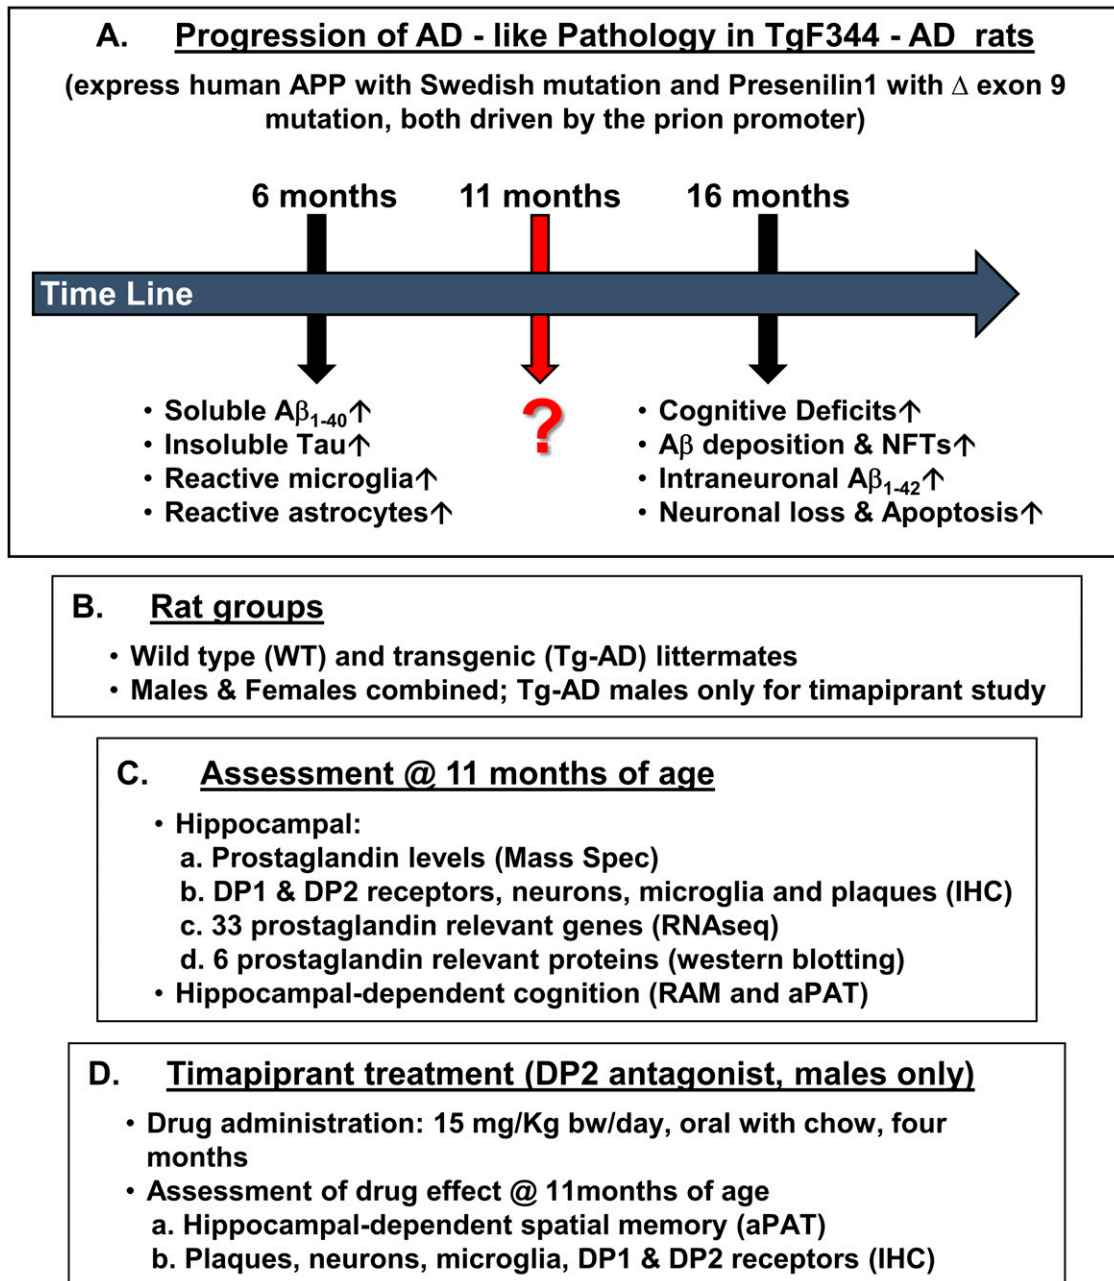 A. Progression of AD - like Pathology in TgF344 - AD rats
(express human APP with Swedish mutation and Presenilin1 with Δ exon 9
mutation, both driven by the prion promoter)
6 months 11 months 16 months
Time Line
• Soluble Aβ1-40↑
• Insoluble Tau↑
• Reactive microglia↑
• Reactive astrocytes↑
?
• Cognitive Deficits↑
• Aβ deposition & NFTs↑
• Intraneuronal Aβ1-42↑
• Neuronal loss & Apoptosis↑
B. Rat groups
• Wild type (WT) and transgenic (Tg-AD) littermates
• Males & Females combined; Tg-AD males only for timapiprant study
C. Assessment @ 11 months of age
• Hippocampal:
a. Prostaglandin levels (Mass Spec)
b. DP1 & DP2 receptors, neurons, microglia and plaques (IHC)
c. 33 prostaglandin relevant genes (RNAseq)
d. 6 prostaglandin relevant proteins (western blotting)
• Hippocampal-dependent cognition (RAM and aPAT)
D. Timapiprant treatment (DP2 antagonist, males only)
• Drug administration: 15 mg/Kg bw/day, oral with chow, four
months
• Assessment of drug effect @ 11months of age
a. Hippocampal-dependent spatial memory (aPAT)
b. Plaques, neurons, microglia, DP1 & DP2 receptors (IHC)